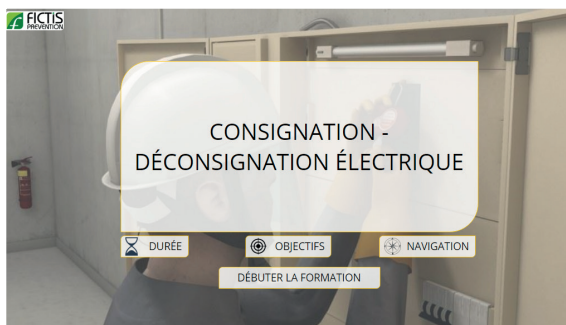 FICTIS
PRÉVENTION
CONSIGNATION -
DÉCONSIGNATION ÉLECTRIQUE
DURÉE
OBJECTIFS
NAVIGATION
DÉBUTER LA FORMATION